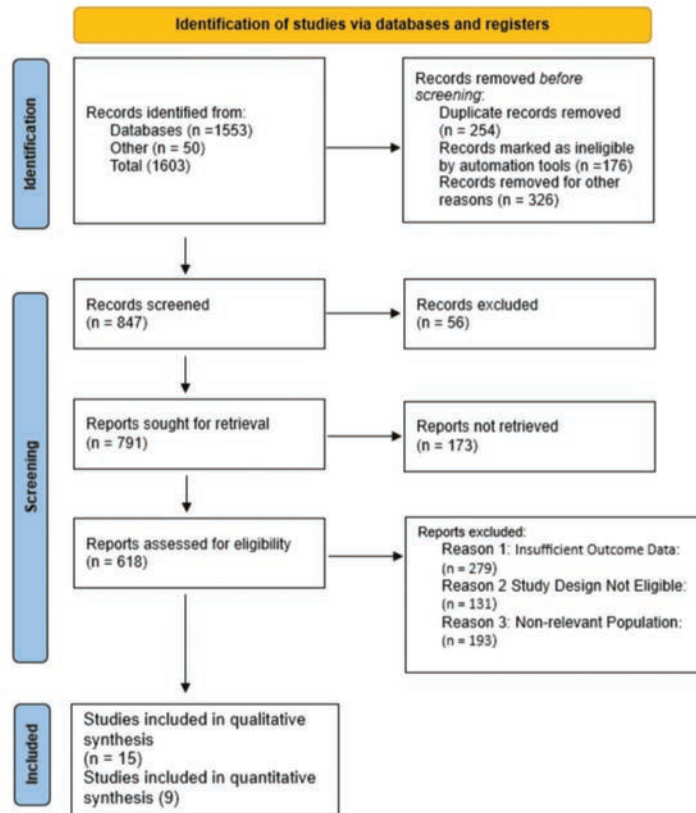 Identification of studies via databases and registers
Identification
Records identified from:
Databases (n =1553)
Other (n = 50)
Total (1603)
Records removed before
screening:
Duplicate records removed
(n = 254)
Records marked as ineligible
by automation tools (n =176)
Records removed for other
reasons (n = 326)
Screening
Records screened
(n = 847)
Records excluded
(n = 56)
Reports sought for retrieval
(n = 791)
Reports not retrieved
(n = 173)
Reports assessed for eligibility
(n = 618)
Reports excluded:
Reason 1: Insufficient Outcome Data:
(n = 279)
Reason 2 Study Design Not Eligible:
(n = 131)
Reason 3: Non-relevant Population:
(n = 193)
Included
Studies included in qualitative
synthesis
(n = 15)
Studies included in quantitative
synthesis (9)